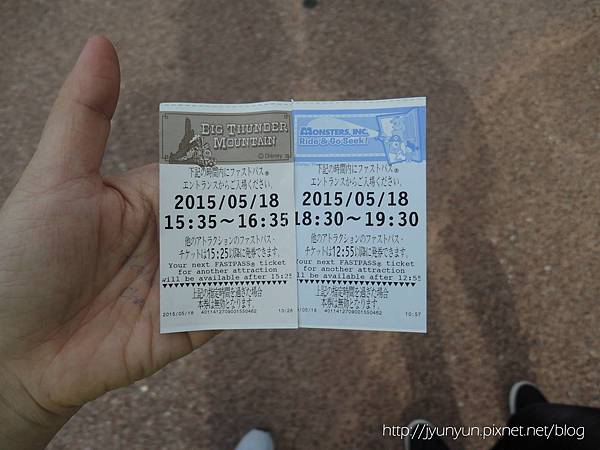 BIG THUNDER
MOUNTAIN
© Disney
下記の時間内にファストパス®
エントランスからご入場ください。
2015/05/18
15:35～16:35
他のアトラクションのファストパス・
チケットは15:25以降に発券できます。
Your next FASTPASS® ticket
for another attraction
will be available after 15:25
上記の指定時間を過ぎた場合
本券は無効となります。
2015/05/18 4011412709001550462 13:26
MONSTERS, INC.
Ride & Go Seek!
下記の時間内にファストパス®
エントランスからご入場ください。
2015/05/18
18:30～19:30
他のアトラクションのファストパス・
チケットは12:55以降に発券できます。
Your next FASTPASS® ticket
for another attraction
will be available after 12:55
上記の指定時間を過ぎた場合
本券は無効となります。
05/18 4011412709001550462 10:57
http://jyunyun.pixnet.net/blog